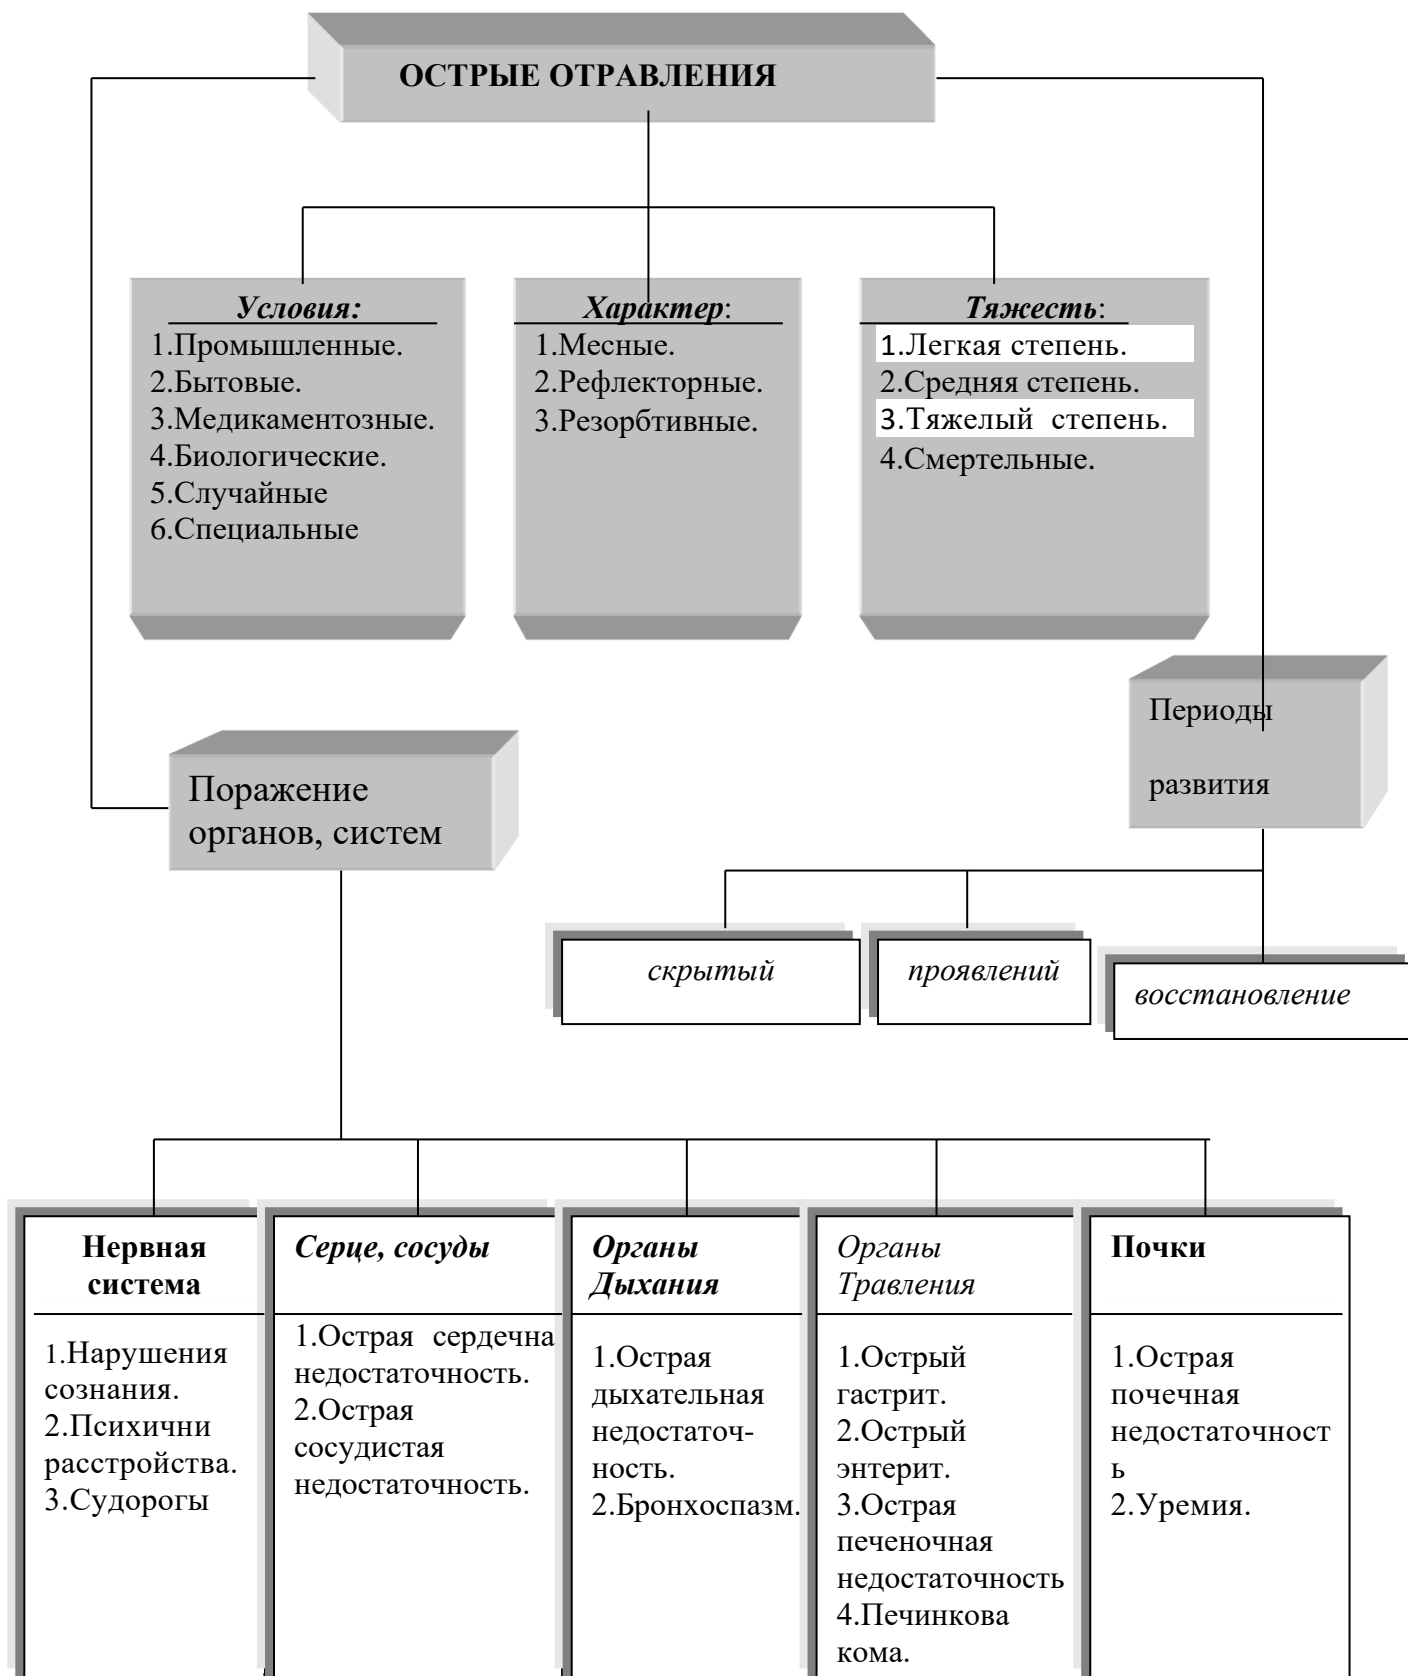 ОСТРЫЕ ОТРАВЛЕНИЯ
Условия:
1.Промышленные.
2.Бытовые.
3.Медикаментозные.
4.Биологические.
5.Случайные
6.Специальные
Характер:
1.Месные.
2.Рефлекторные.
3.Резорбтивные.
Тяжесть:
1.Легкая степень.
2.Средняя степень.
3.Тяжелый степень.
4.Смертельные.
Периоды
развития
Поражение
органов, систем
скрытый
проявлений
восстановление
Нервная
система
1.Нарушения
сознания.
2.Психични
расстройства.
3.Судорогы
Серце, сосуды
1.Острая сердечна
недостаточность.
2.Острая
сосудистая
недостаточность.
Органы
Дыхания
1.Острая
дыхательная
недостаточ-
ность.
2.Бронхоспазм.
Органы
Травления
1.Острый
гастрит.
2.Острый
энтерит.
3.Острая
печеночная
недостаточность
4.Печинкова
кома.
Почки
1.Острая
почечная
недостаточност
ь
2.Уремия.